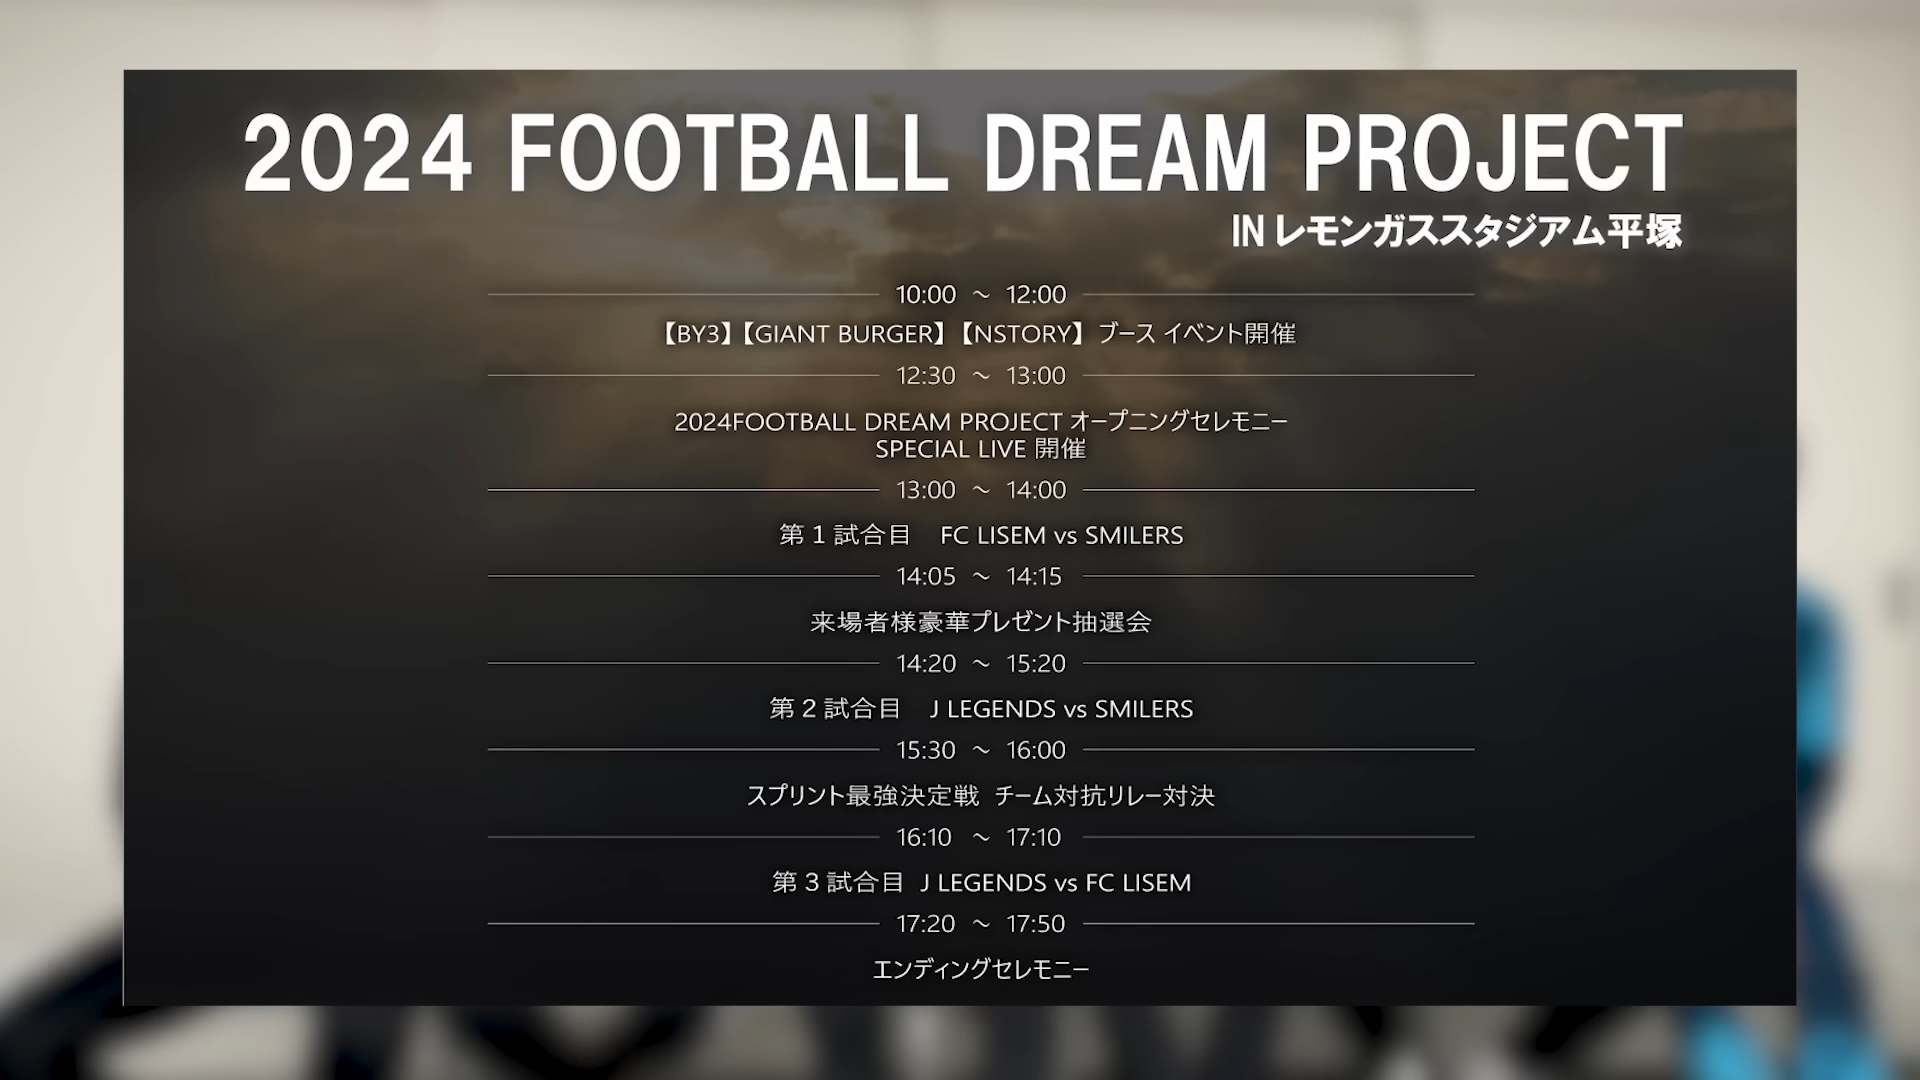 2024 FOOTBALL DREAM PROJECT
IN レモンガススタジアム平塚
10:00 ～ 12:00
【BY3】【GIANT BURGER】【NSTORY】ブース イベント開催
12:30 ～ 13:00
2024FOOTBALL DREAM PROJECT オープニングセレモニー
SPECIAL LIVE 開催
13:00 ～ 14:00
第１試合目　FC LISEM vs SMILERS
14:05 ～ 14:15
来場者様豪華プレゼント抽選会
14:20 ～ 15:20
第２試合目　J LEGENDS vs SMILERS
15:30 ～ 16:00
スプリント最強決定戦 チーム対抗リレー対決
16:10 ～ 17:10
第３試合目 J LEGENDS vs FC LISEM
17:20 ～ 17:50
エンディングセレモニー